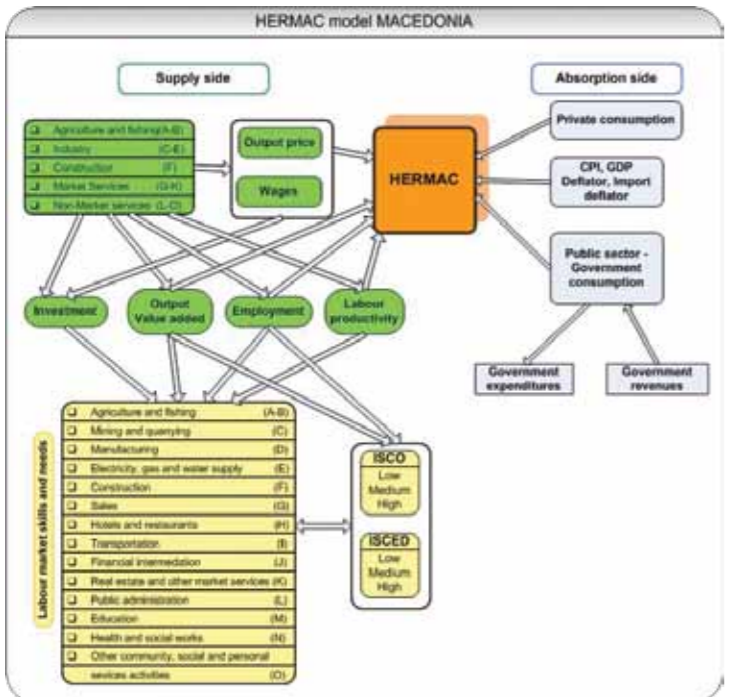 HERMAC model MACEDONIA
Supply side
Absorption side
Agriculture and fishing(A-B)
Industry (C-E)
Construction (F)
Market Services (G-K)
Non-Market services (L-O)
Output price
Wages
HERMAC
Private consumption
CPI, GDP
Deflator, Import
deflator
Public sector -
Government
consumption
Government
expenditures
Government
revenues
Investment
Output
Value added
Employment
Labour
productivity
Labour market skills and needs
Agriculture and fishing (A-B)
Mining and quarrying (C)
Manufacturing (D)
Electricity, gas and water supply (E)
Construction (F)
Sales (G)
Hotels and restaurants (H)
Transportation (I)
Financial intermediation (J)
Real estate and other market services (K)
Public administration (L)
Education (M)
Health and social works (N)
Other community, social and personal
sevices activities (O)
ISCO
Low
Medium
High
ISCED
Low
Medium
High